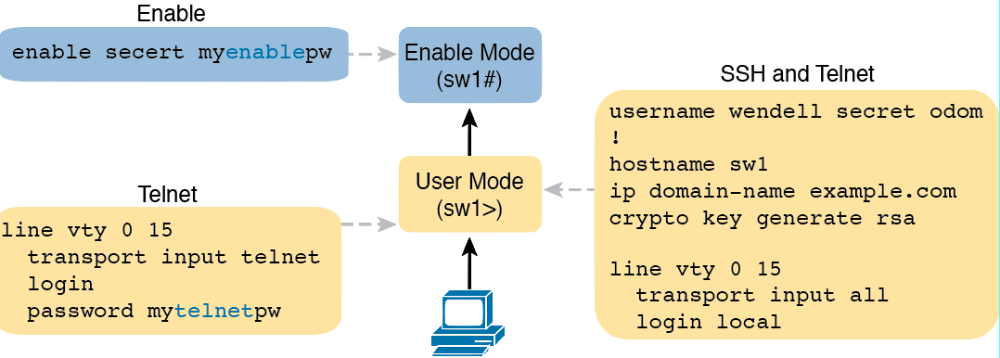 Enable
enable secert myenablepw
Enable Mode
(sw1#)
User Mode
(sw1>)
Telnet
line vty 0 15
transport input telnet
login
password mytelnetpw
SSH and Telnet
username wendell secret odom
!
hostname sw1
ip domain-name example.com
crypto key generate rsa
line vty 0 15
transport input all
login local